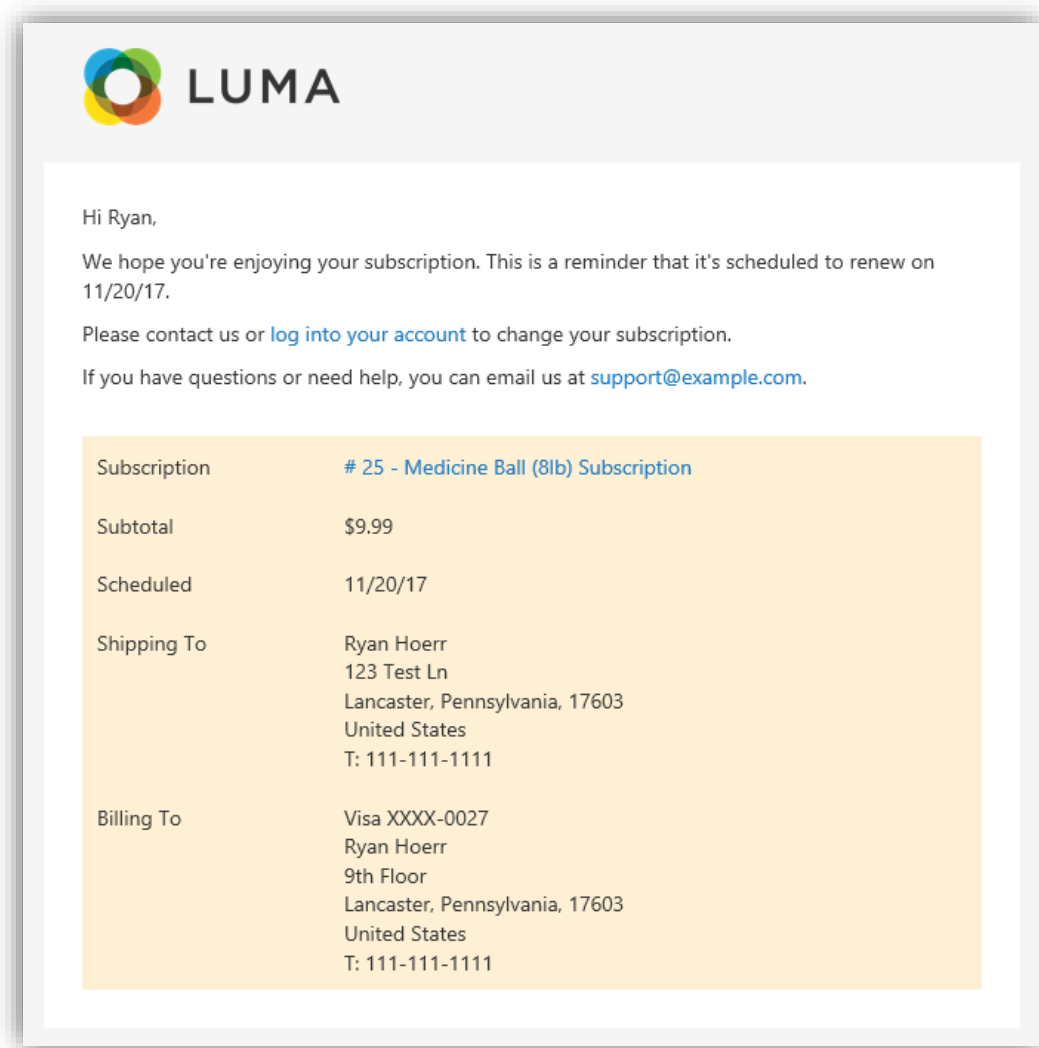 LUMA
Hi Ryan,
We hope you're enjoying your subscription. This is a reminder that it's scheduled to renew on
11/20/17.
Please contact us or log into your account to change your subscription.
If you have questions or need help, you can email us at support@example.com.
Subscription # 25 - Medicine Ball (8lb) Subscription
Subtotal $9.99
Scheduled 11/20/17
Shipping To Ryan Hoerr
123 Test Ln
Lancaster, Pennsylvania, 17603
United States
T: 111-111-1111
Billing To Visa XXXX-0027
Ryan Hoerr
9th Floor
Lancaster, Pennsylvania, 17603
United States
T: 111-111-1111